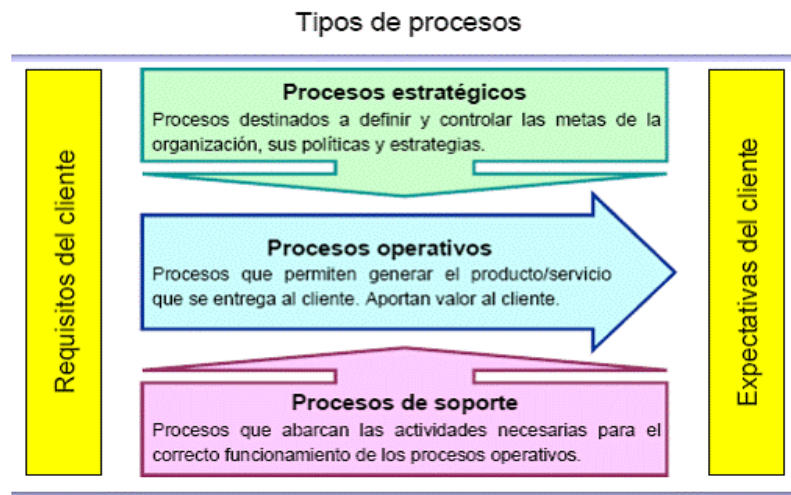 Tipos de procesos
Requisitos del cliente
Procesos estratégicos
Procesos destinados a definir y controlar las metas de la
organización, sus políticas y estrategias.
Procesos operativos
Procesos que permiten generar el producto/servicio
que se entrega al cliente. Aportan valor al cliente.
Procesos de soporte
Procesos que abarcan las actividades necesarias para el
correcto funcionamiento de los procesos operativos.
Expectativas del cliente